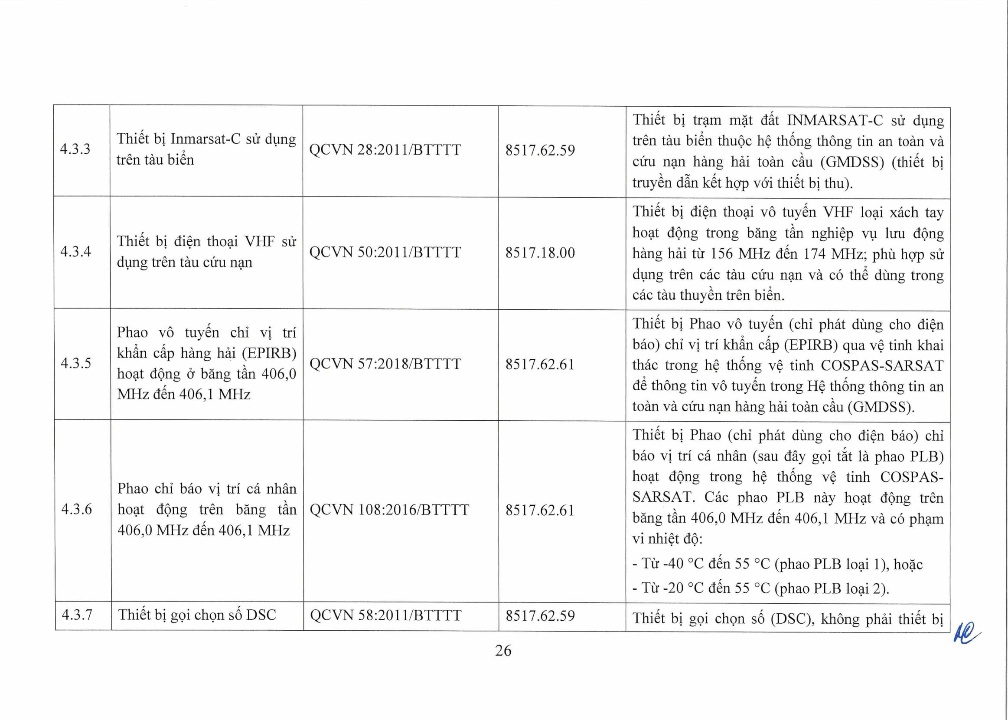 4.3.3
Thiết bị Inmarsat-C sử dụng
trên tàu biển
QCVN 28:2011/BTTTT
8517.62.59
Thiết bị trạm mặt đất INMARSAT-C sử dụng
trên tàu biển thuộc hệ thống thông tin an toàn và
cứu nạn hàng hải toàn cầu (GMDSS) (thiết bị
truyền dẫn kết hợp với thiết bị thu).
4.3.4
Thiết bị điện thoại VHF sử
dụng trên tàu cứu nạn
QCVN 50:2011/BTTTT
8517.18.00
Thiết bị điện thoại vô tuyến VHF loại xách tay
hoạt động trong băng tần nghiệp vụ lưu động
hàng hải từ 156 MHz đến 174 MHz; phù hợp sử
dụng trên các tàu cứu nạn và có thể dùng trong
các tàu thuyền trên biển.
4.3.5
Phao vô tuyến chỉ vị trí
khẩn cấp hàng hải (EPIRB)
hoạt động ở băng tần 406,0
MHz đến 406,1 MHz
QCVN 57:2018/BTTTT
8517.62.61
Thiết bị Phao vô tuyến (chỉ phát dùng cho điện
báo) chỉ vị trí khẩn cấp (EPIRB) qua vệ tinh khai
thác trong hệ thống vệ tinh COSPAS-SARSAT
để thông tin vô tuyến trong Hệ thống thông tin an
toàn và cứu nạn hàng hải toàn cầu (GMDSS).
4.3.6
Phao chỉ báo vị trí cá nhân
hoạt động trên băng tần
406,0 MHz đến 406,1 MHz
QCVN 108:2016/BTTTT
8517.62.61
Thiết bị Phao (chỉ phát dùng cho điện báo) chỉ
báo vị trí cá nhân (sau đây gọi tắt là phao PLB)
hoạt động trong hệ thống vệ tinh COSPAS-
SARSAT. Các phao PLB này hoạt động trên
băng tần 406,0 MHz đến 406,1 MHz và có phạm
vi nhiệt độ:
- Từ -40 °C đến 55 °C (phao PLB loại 1), hoặc
- Từ -20 °C đến 55 °C (phao PLB loại 2).
4.3.7
Thiết bị gọi chọn số DSC
QCVN 58:2011/BTTTT
8517.62.59
Thiết bị gọi chọn số (DSC), không phải thiết bị
26